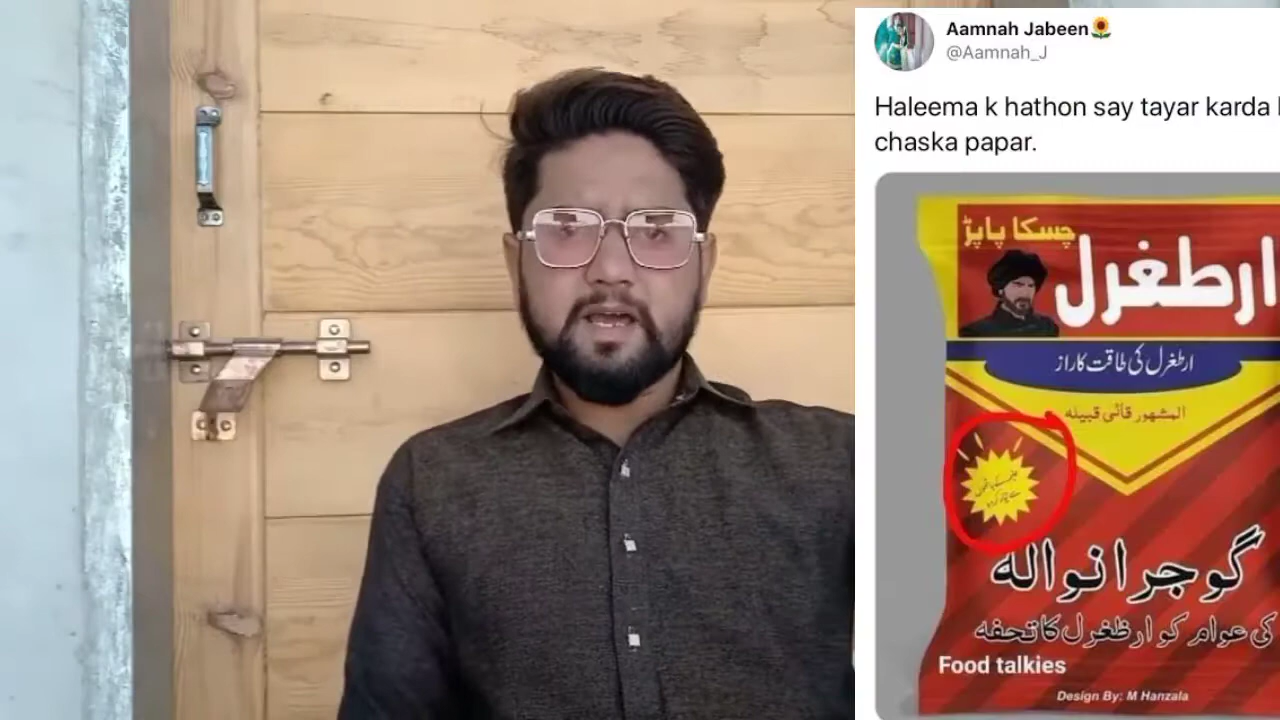 Aamnah Jabeen🌻
@Aamnah_J
Haleema k hathon say tayar karda
chaska papar.
چسکا پاپڑ
ارطغرل
ارطغرل کی طاقت کا راز
المشہور قائی قبیلہ
گوجرانوالہ
کی عوام کو ارطغرل کا تحفہ
Food talkies
Design By: M Hanzala